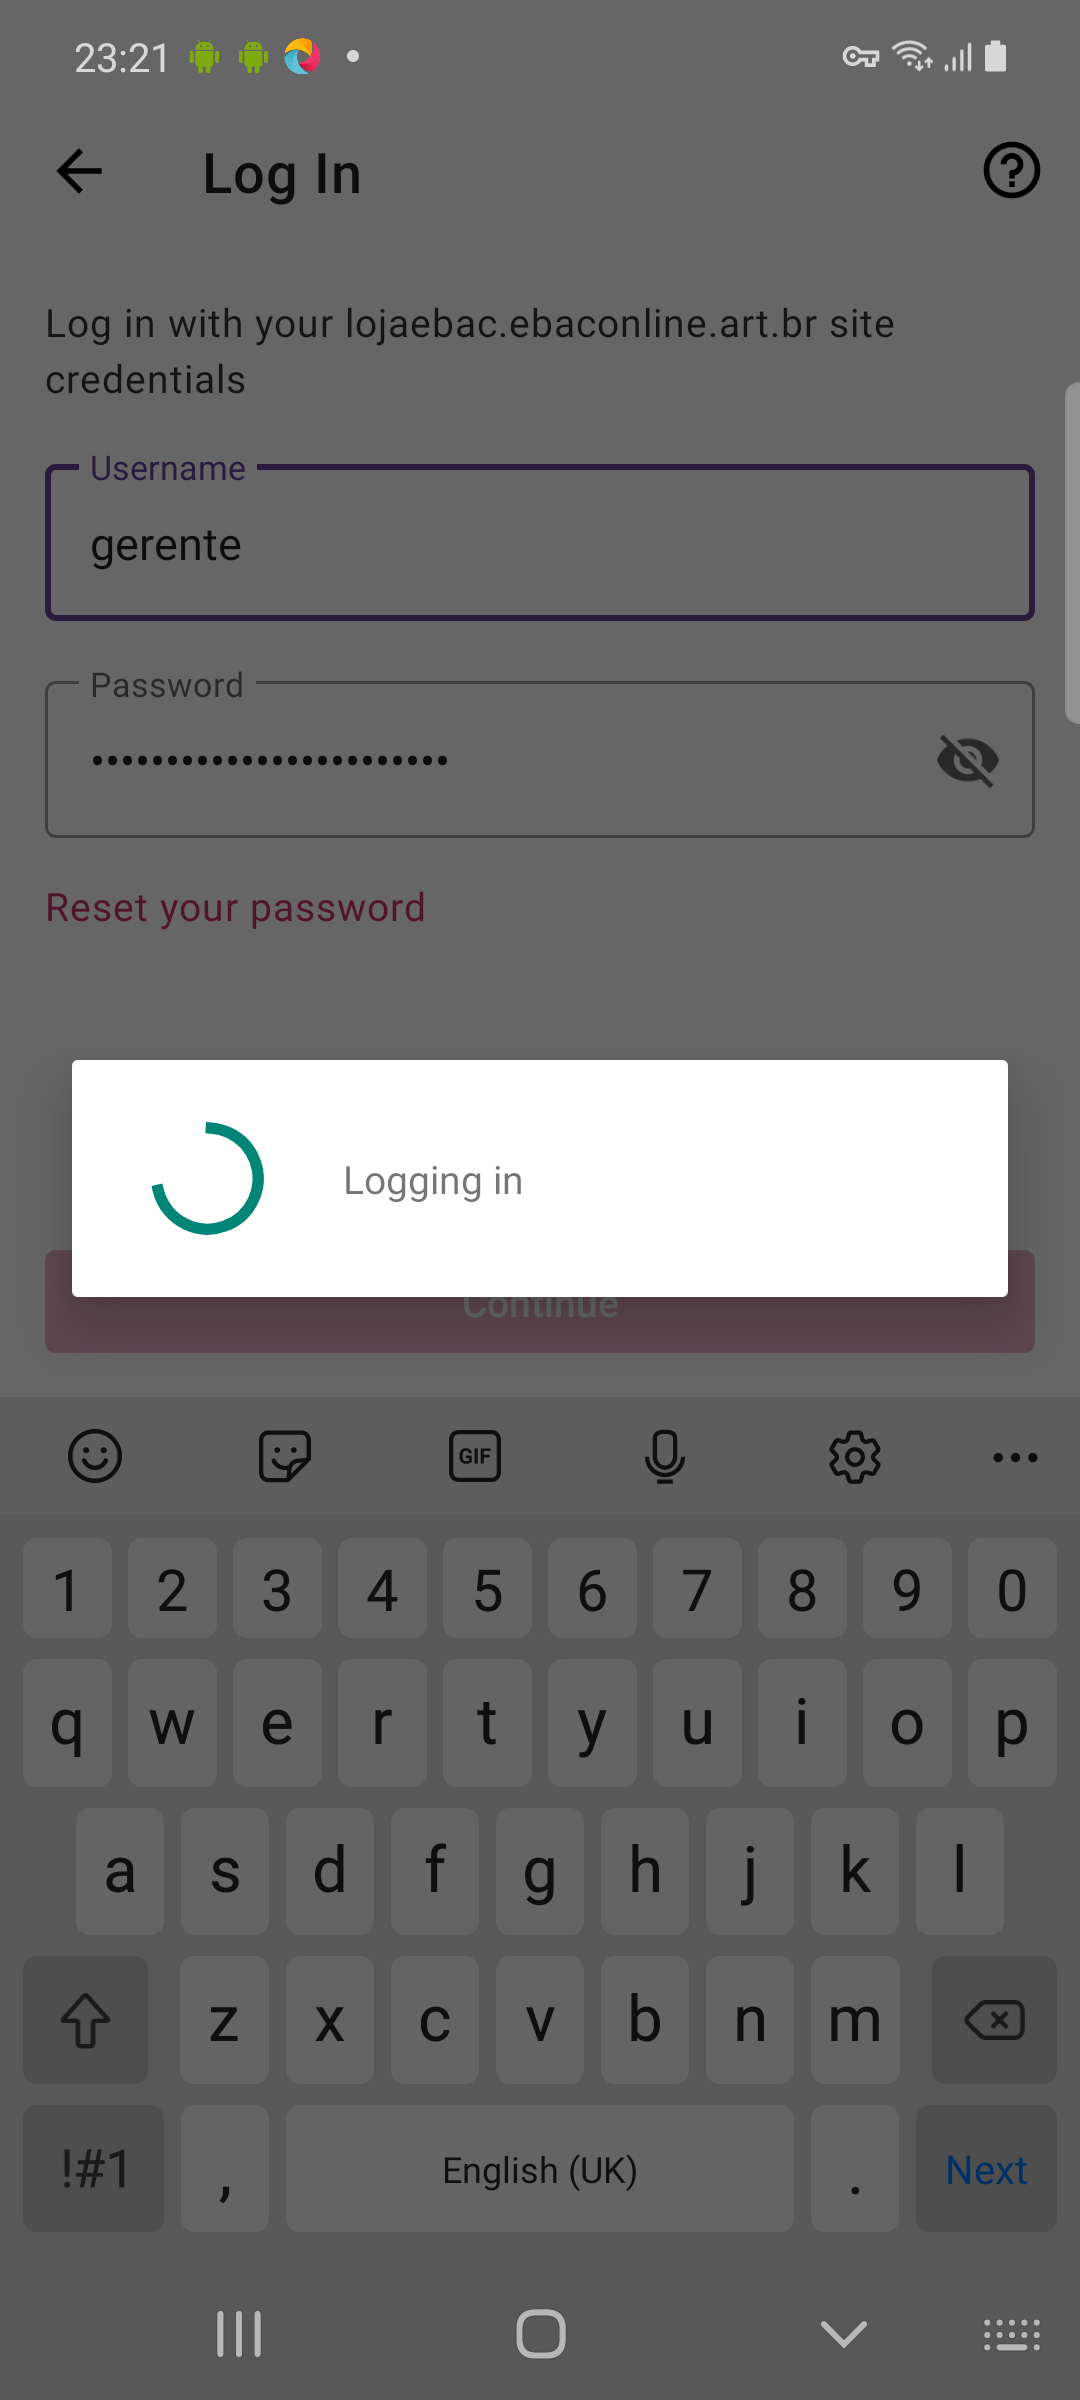 23:21
Log In
Log in with your lojaebac.ebaconline.art.br site
credentials
Username
gerente
Password
••••••••••••••••••••••••
Reset your password
Logging in
Continue
GIF
1 2 3 4 5 6 7 8 9 0
q w e r t y u i o p
a s d f g h j k l
z x c v b n m
!#1 , English (UK) . Next